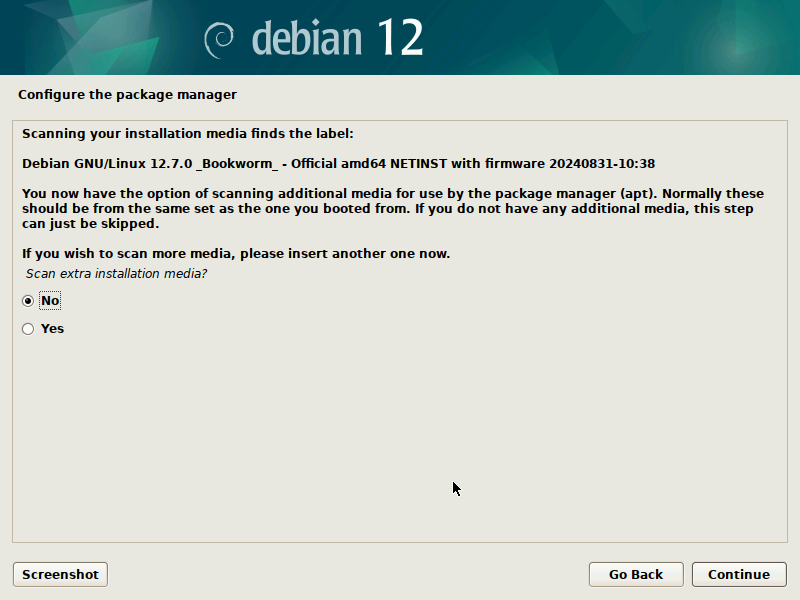 debian 12
Configure the package manager
Scanning your installation media finds the label:
Debian GNU/Linux 12.7.0 _Bookworm_ - Official amd64 NETINST with firmware 20240831-10:38
You now have the option of scanning additional media for use by the package manager (apt). Normally these
should be from the same set as the one you booted from. If you do not have any additional media, this step
can just be skipped.
If you wish to scan more media, please insert another one now.
Scan extra installation media?
No
Yes
Screenshot
Go Back
Continue